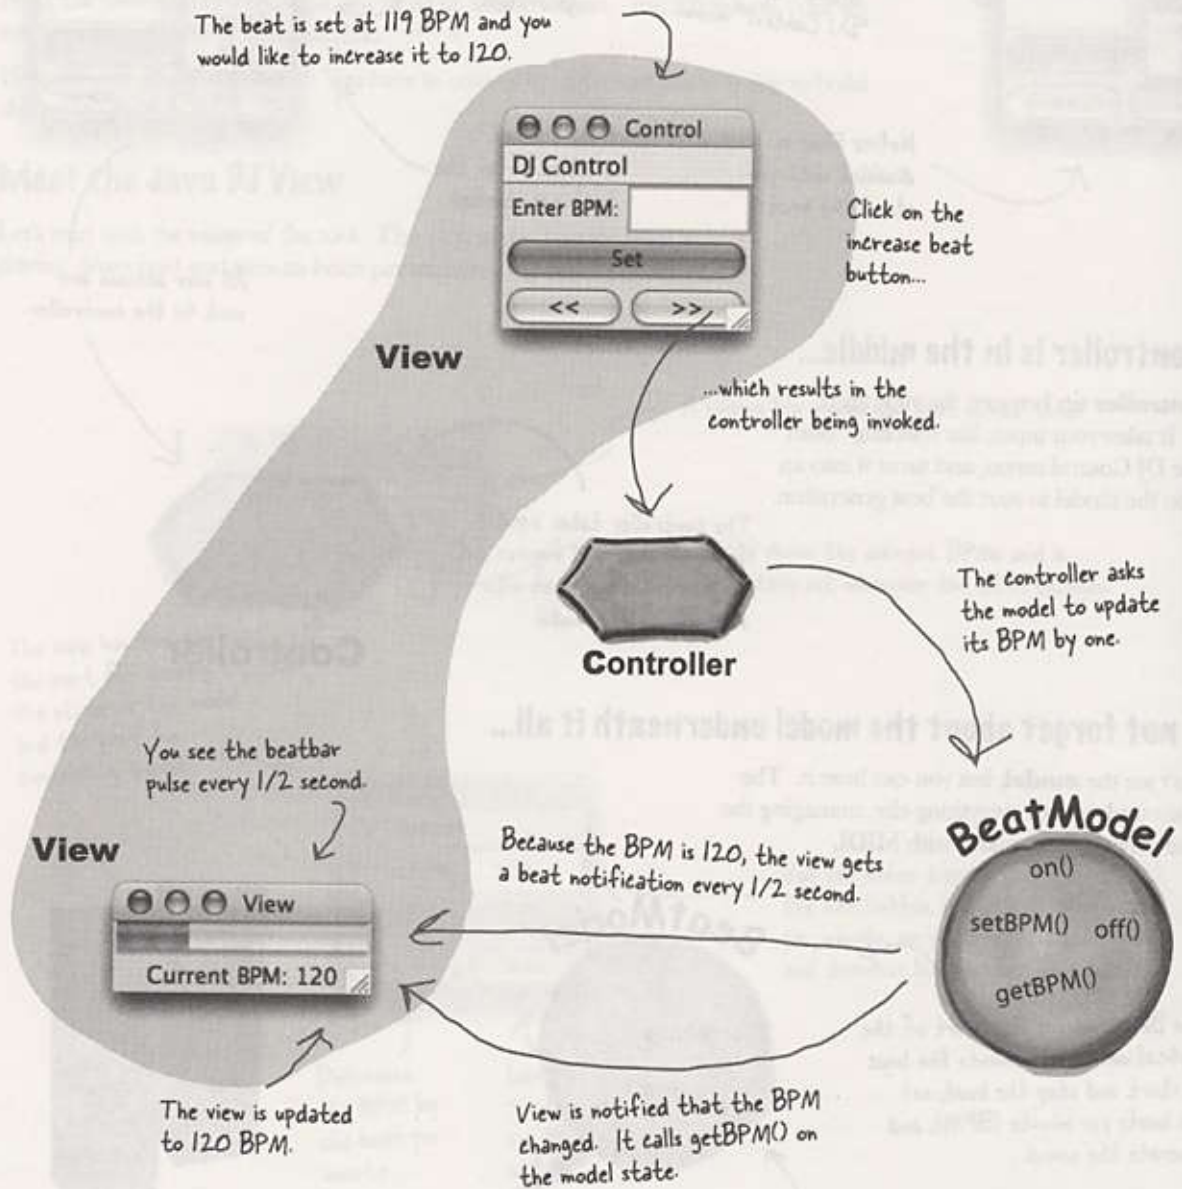 The beat is set at 119 BPM and you
would like to increase it to 120.
Control
DJ Control
Enter BPM:
Set
<<
>>
Click on the
increase beat
button...
View
...which results in the
controller being invoked.
Controller
The controller asks
the model to update
its BPM by one.
You see the beatbar
pulse every 1/2 second.
View
View
Current BPM: 120
Because the BPM is 120, the view gets
a beat notification every 1/2 second.
BeatModel
on()
setBPM()
off()
getBPM()
The view is updated
to 120 BPM.
View is notified that the BPM
changed. It calls getBPM() on
the model state.